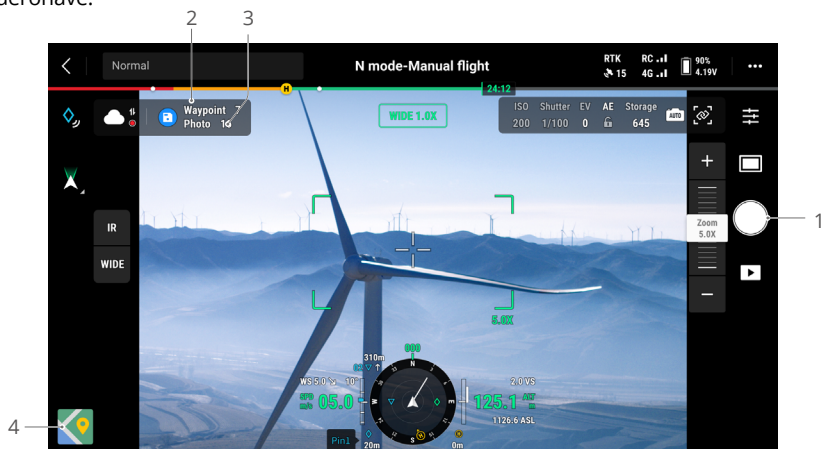 aeronave.
2
3
Normal
N mode-Manual flight
RTK
15
RC
4G
90%
4.19V
24:12
Waypoint 7
Photo
WIDE 1.0X
ISO
200
Shutter
1/100
EV
0
AE
Storage
645
AUTO
IR
WIDE
+
Zoom
5.0X
−
1
5.0X
000
310m
WS 5.0
10°
SPD
m/s
05.0
N
W
E
S
2.0 VS
125.1
ALT
m
1126.6 ASL
Pin1
20m
0m
H
4